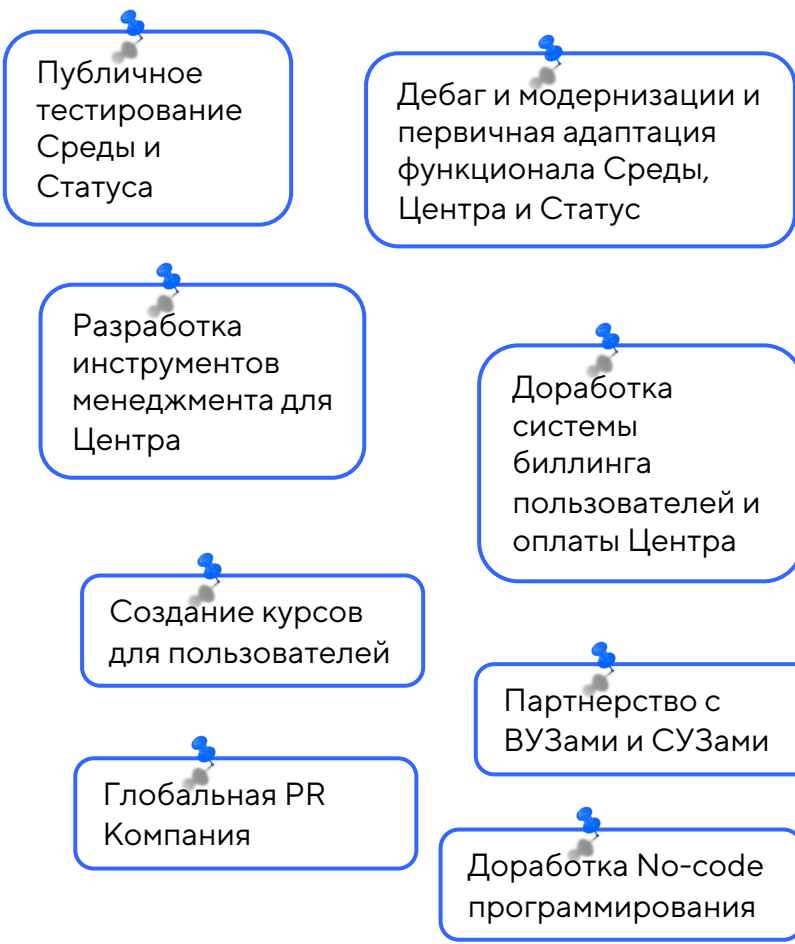 Публичное
тестирование
Среды и
Статуса
Дебаг и модернизации и
первичная адаптация
функционала Среды,
Центра и Статус
Разработка
инструментов
менеджмента для
Центра
Доработка
системы
биллинга
пользователей и
оплаты Центра
Создание курсов
для пользователей
Партнерство с
ВУЗами и СУЗами
Глобальная PR
Компания
Доработка No-code
программирования